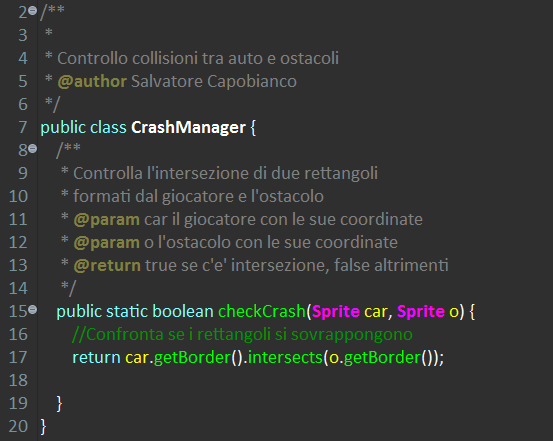 2 /**
3  *
4  * Controllo collisioni tra auto e ostacoli
5  * @author Salvatore Capobianco
6  */
7 public class CrashManager {
8    /**
9     * Controlla l'intersezione di due rettangoli
10     * formati dal giocatore e l'ostacolo
11     * @param car il giocatore con le sue coordinate
12     * @param o l'ostacolo con le sue coordinate
13     * @return true se c'e' intersezione, false altrimenti
14     */
15    public static boolean checkCrash(Sprite car, Sprite o) {
16       //Confronta se i rettangoli si sovrappongono
17       return car.getBorder().intersects(o.getBorder());
18
19    }
20 }